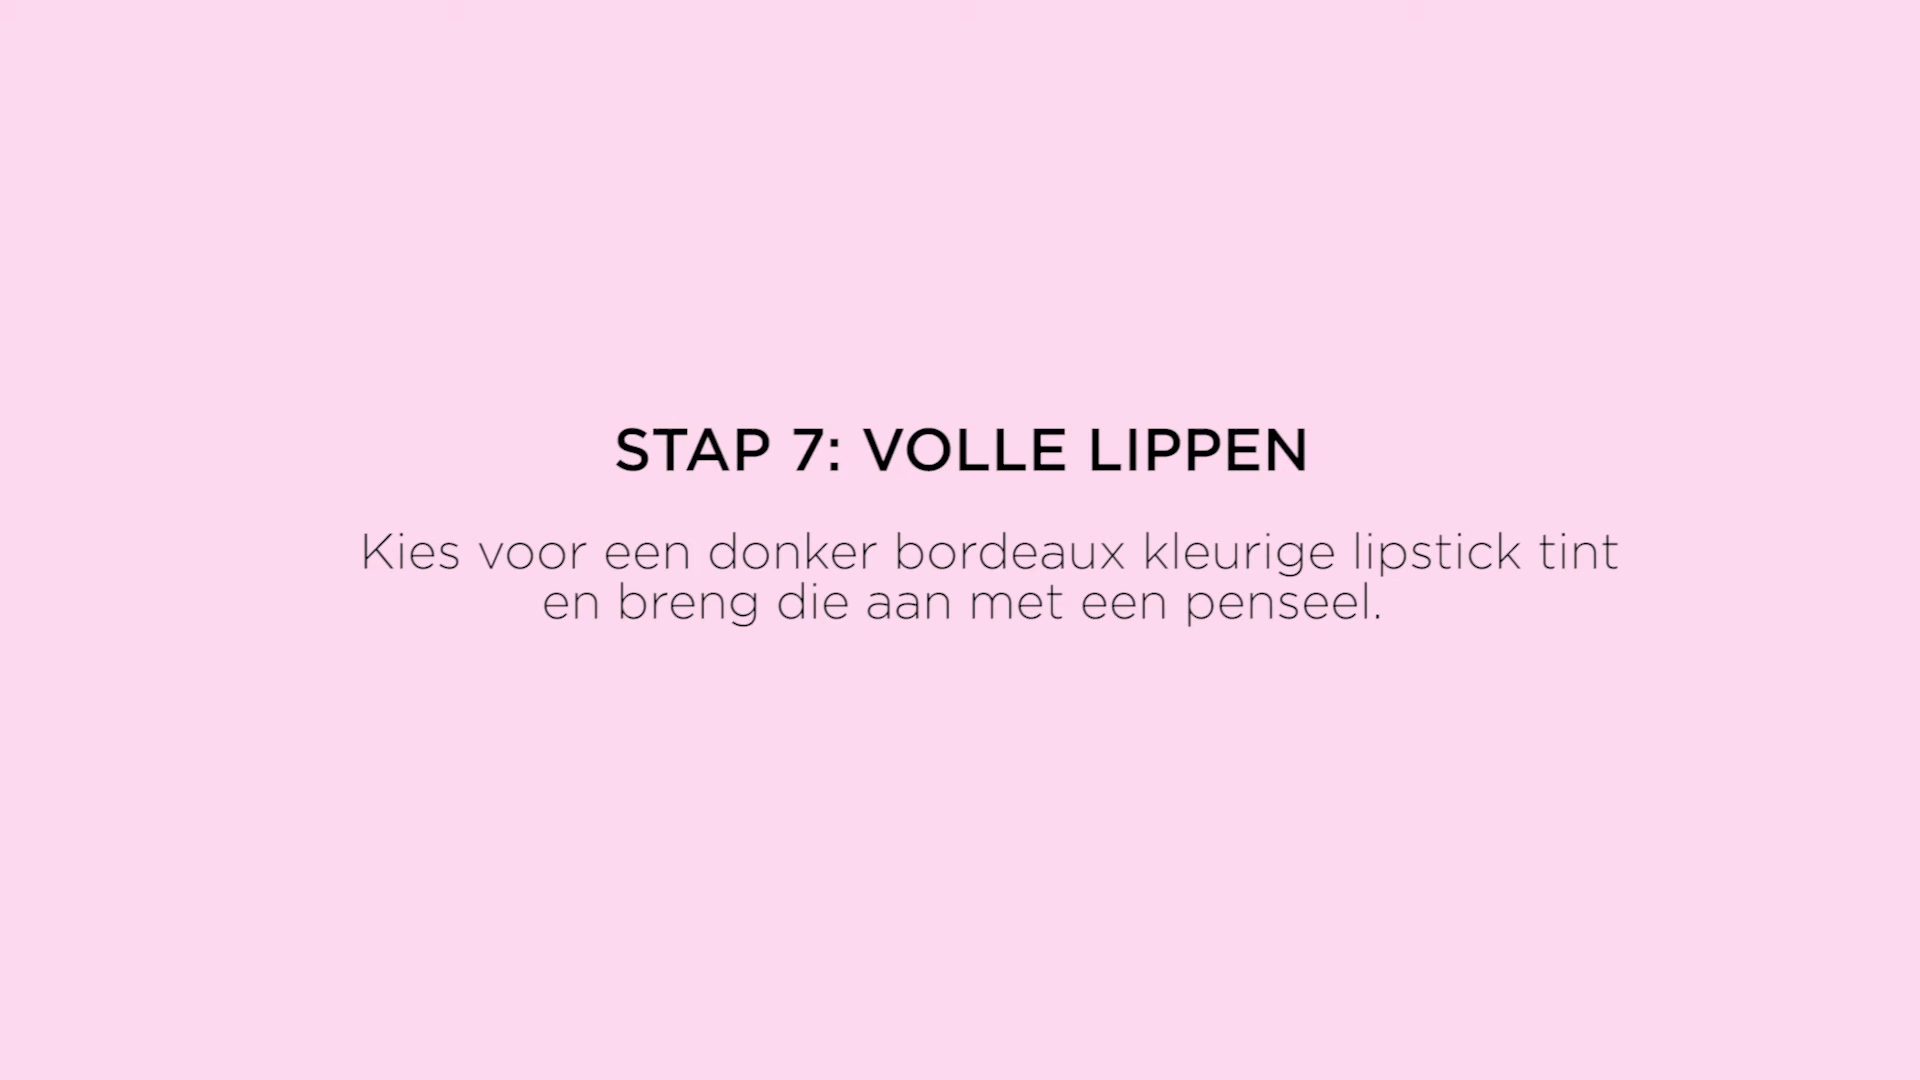 STAP 7: VOLLE LIPPEN
Kies voor een donker bordeaux kleurige lipstick tint
en breng die aan met een penseel.